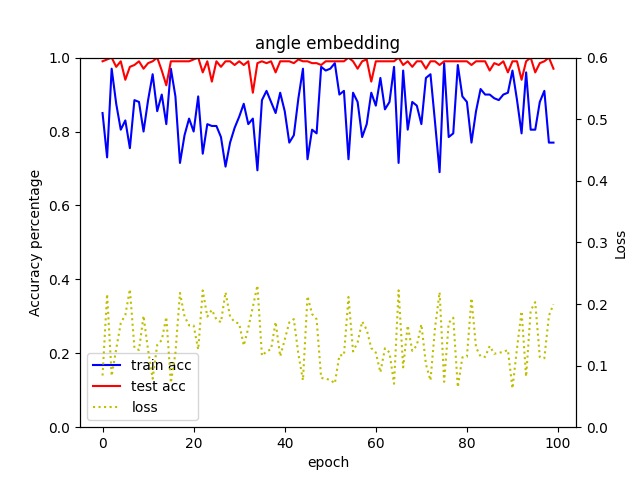 angle embedding
1.0
0.8
0.6
0.4
0.2
0.0
Accuracy percentage
0.6
0.5
0.4
0.3
0.2
0.1
0.0
Loss
train acc
test acc
loss
0
20
40
60
80
100
epoch